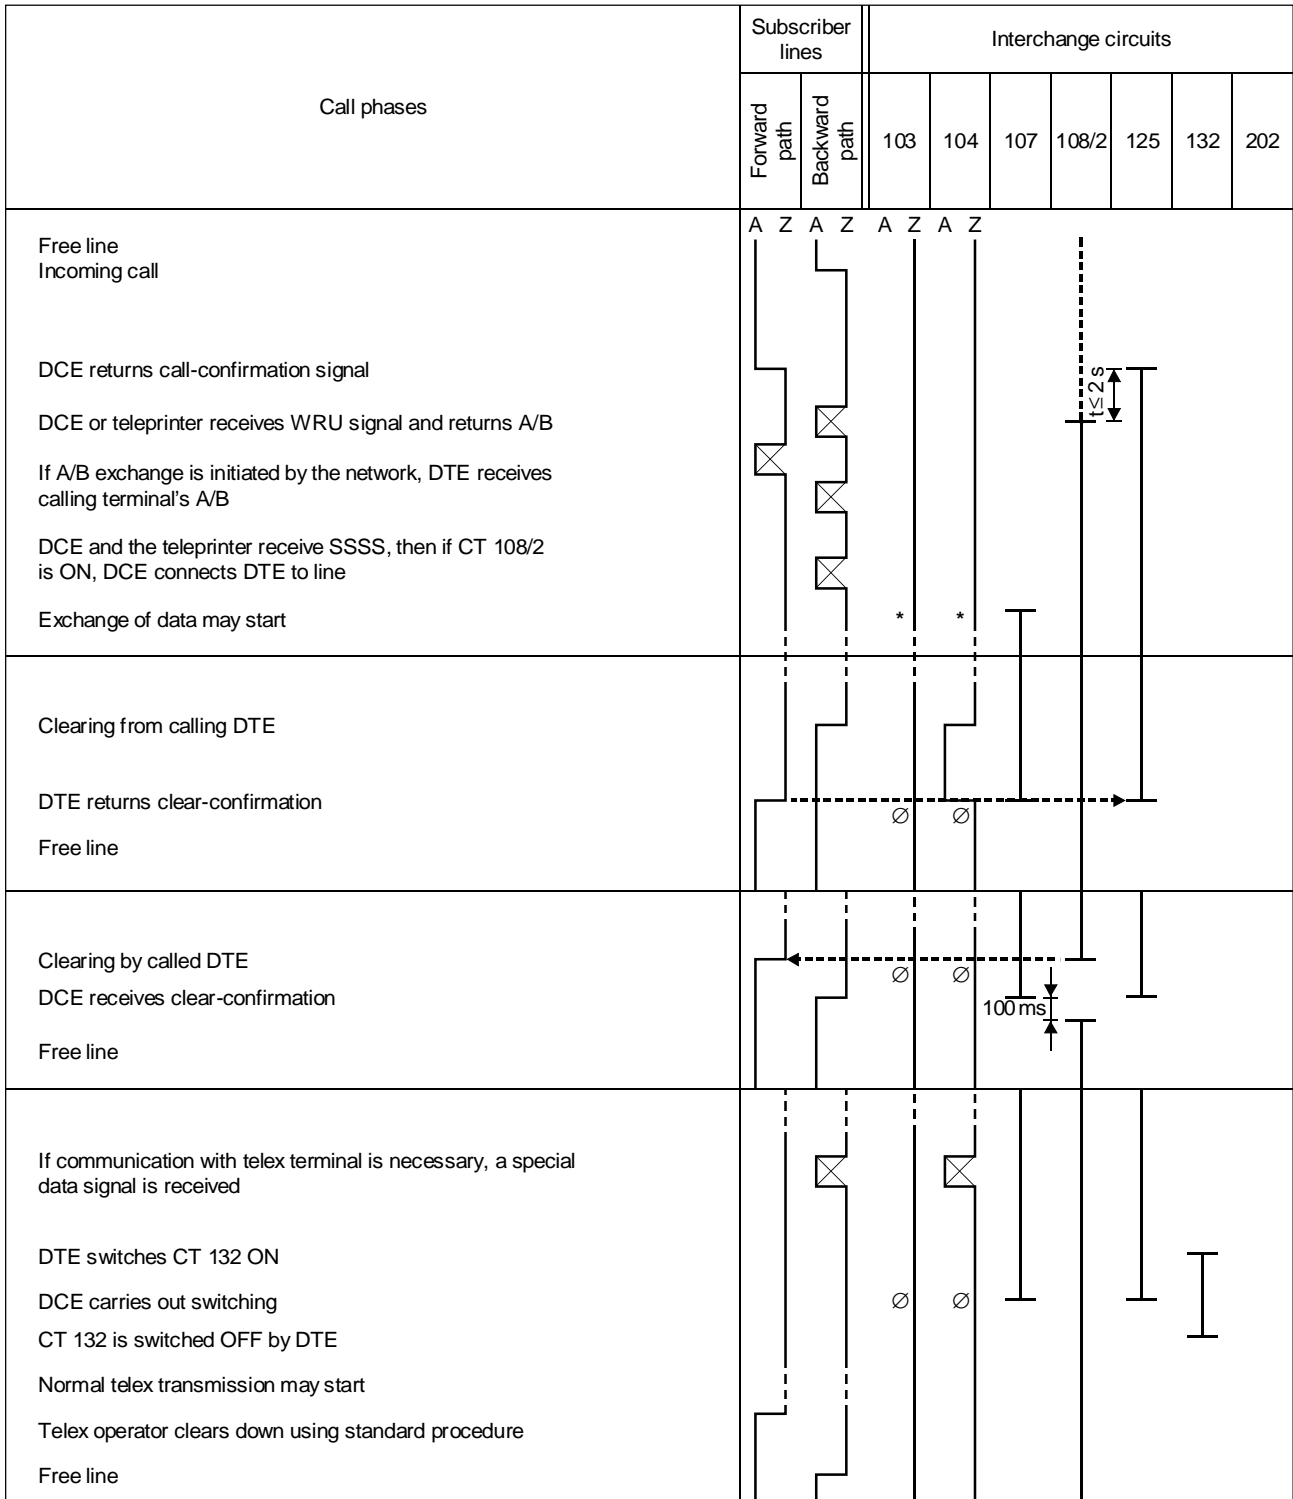 Subscriber
lines
Interchange circuits
Call phases
Forward
path
Backward
path
103
104
107
108/2
125
132
202
A Z A Z A Z A Z
Free line
Incoming call
DCE returns call-confirmation signal
t ≤ 2 s
DCE or teleprinter receives WRU signal and returns A/B
If A/B exchange is initiated by the network, DTE receives
calling terminal's A/B
DCE and the teleprinter receive SSSS, then if CT 108/2
is ON, DCE connects DTE to line
Exchange of data may start
* *
Clearing from calling DTE
DTE returns clear-confirmation
∅ ∅
Free line
Clearing by called DTE
∅ ∅
DCE receives clear-confirmation
100 ms
Free line
If communication with telex terminal is necessary, a special
data signal is received
DTE switches CT 132 ON
DCE carries out switching
∅ ∅
CT 132 is switched OFF by DTE
Normal telex transmission may start
Telex operator clears down using standard procedure
Free line